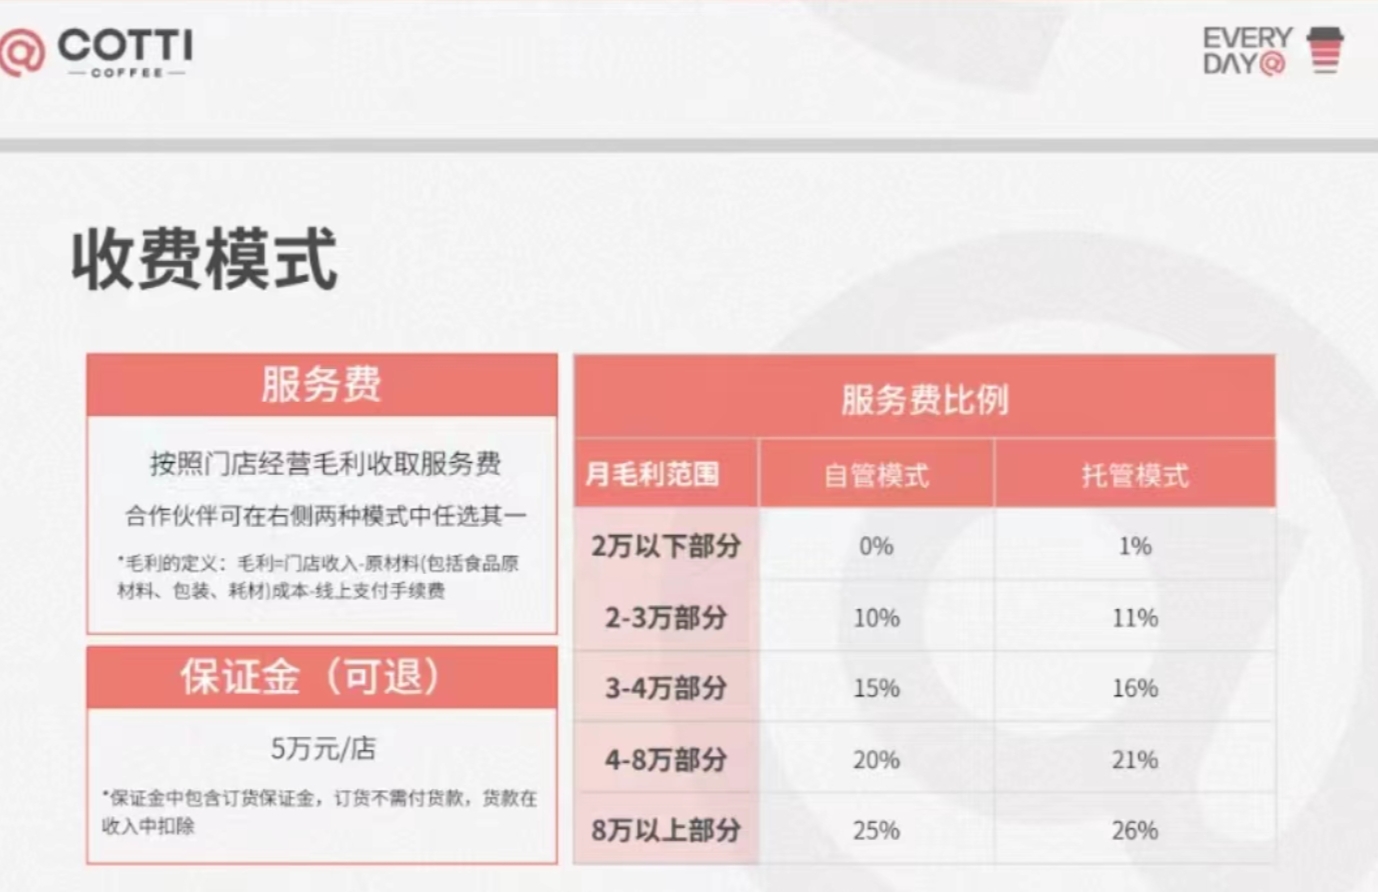 COTTI
COFFEE
EVERY
DAY@
收费模式
服务费
按照门店经营毛利收取服务费
合作伙伴可在右侧两种模式中任选其一
*毛利的定义：毛利=门店收入-原材料(包括食品原
材料、包装、耗材)成本-线上支付手续费
保证金（可退）
5万元/店
*保证金中包含订货保证金，订货不需付货款，货款在
收入中扣除
服务费比例
月毛利范围 自管模式 托管模式
2万以下部分 0% 1%
2-3万部分 10% 11%
3-4万部分 15% 16%
4-8万部分 20% 21%
8万以上部分 25% 26%